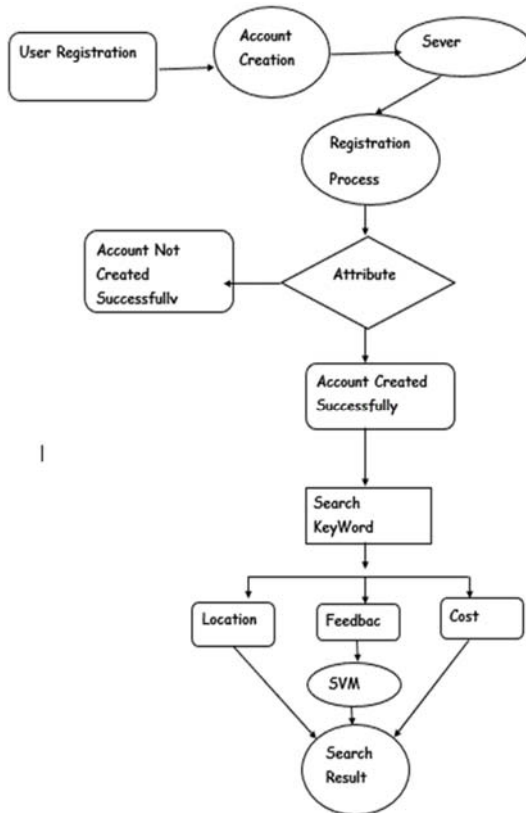 User Registration
Account
Creation
Sever
Registration
Process
Attribute
Account Not
Created
Successfully
Account Created
Successfully
Search
KeyWord
Location
Feedbac
Cost
SVM
Search
Result